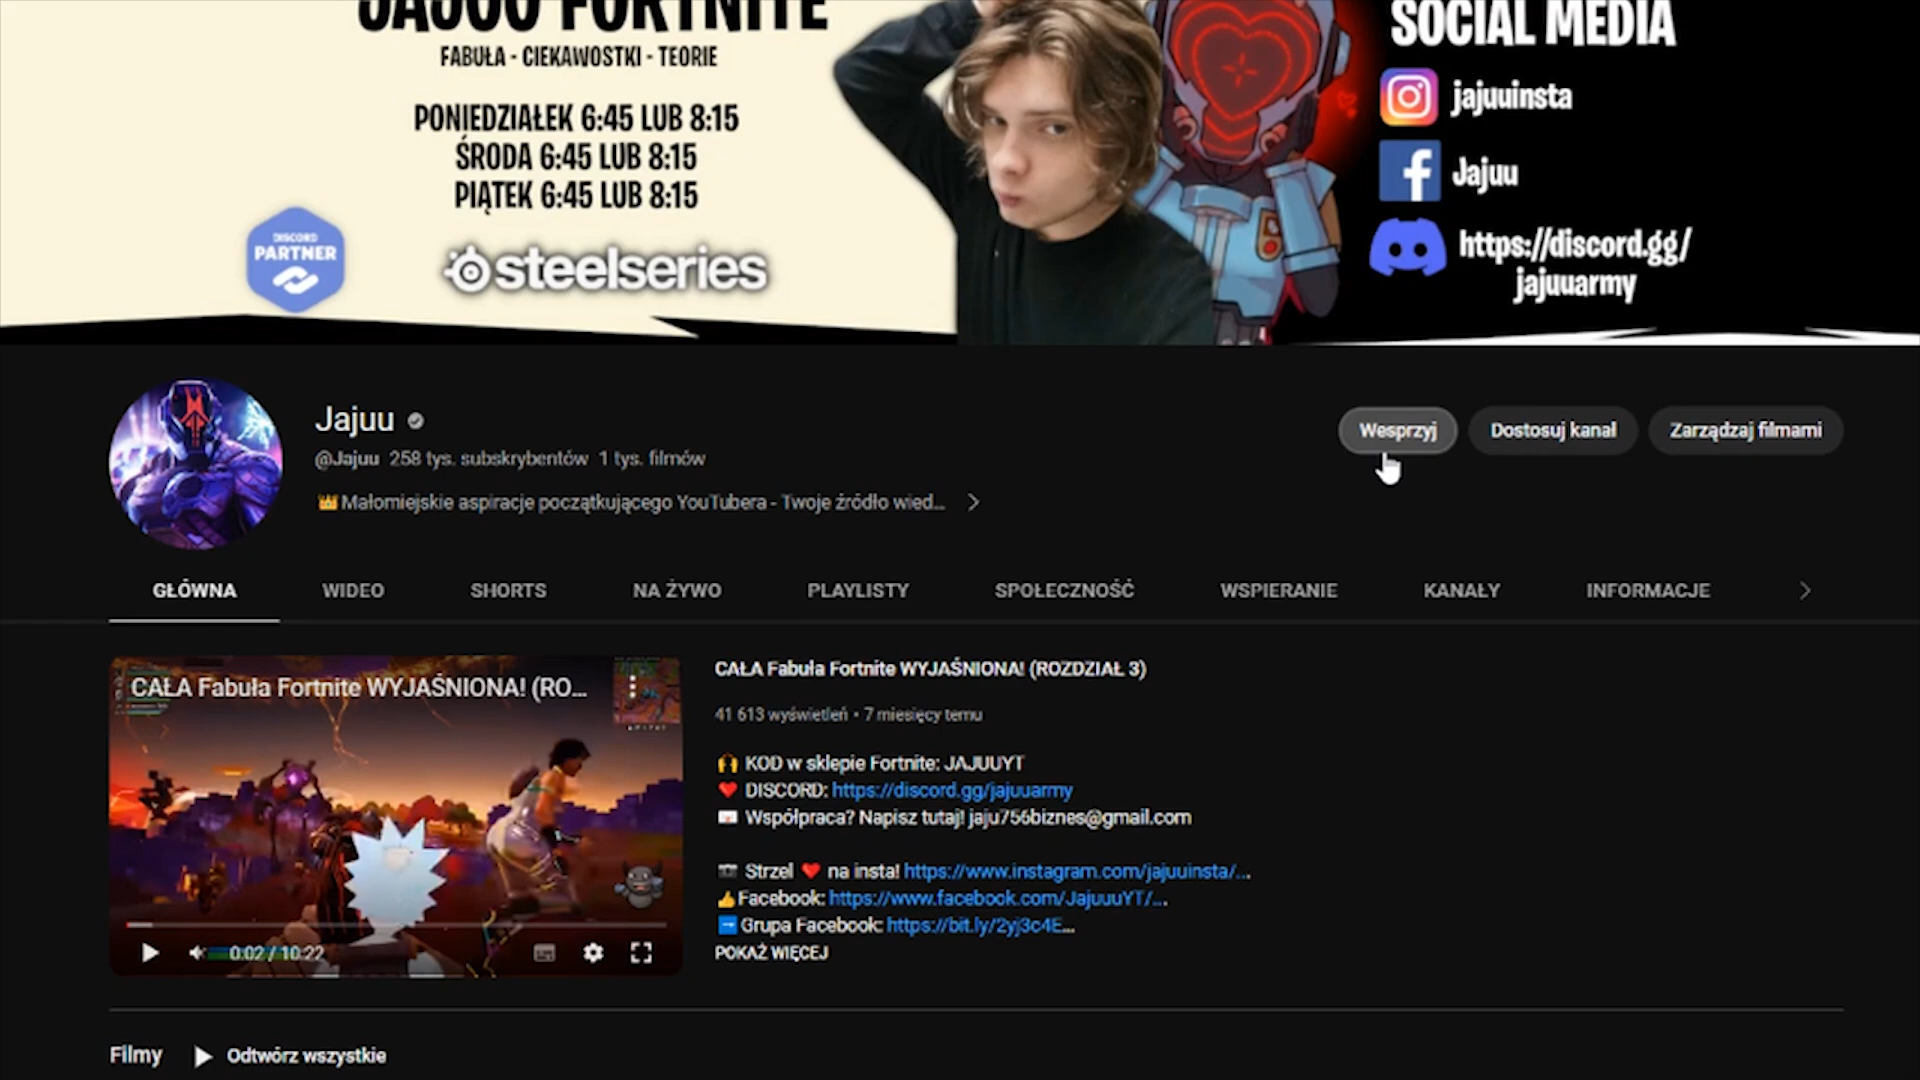 JAJUU FORTNITE
FABUŁA - CIEKAWOSTKI - TEORIE
PONIEDZIAŁEK 6:45 LUB 8:15
ŚRODA 6:45 LUB 8:15
PIĄTEK 6:45 LUB 8:15
DISCORD
PARTNER
steelseries
SOCIAL MEDIA
jajuuinsta
Jajuu
https://discord.gg/
jajuuarmy
Jajuu
@Jajuu 258 tys. subskrybentów 1 tys. filmów
Małomiejskie aspiracje początkującego YouTubera - Twoje źródło wied...
Wesprzyj
Dostosuj kanał
Zarządzaj filmami
GŁÓWNA
WIDEO
SHORTS
NA ŻYWO
PLAYLISTY
SPOŁECZNOŚĆ
WSPIERANIE
KANAŁY
INFORMACJE
CAŁA Fabuła Fortnite WYJAŚNIONA! (RO...
0:02 / 10:22
CAŁA Fabuła Fortnite WYJAŚNIONA! (ROZDZIAŁ 3)
41 613 wyświetleń • 7 miesięcy temu
KOD w sklepie Fortnite: JAJUUYT
DISCORD: https://discord.gg/jajuuarmy
Współpraca? Napisz tutaj! jaju756biznes@gmail.com
Strzel ❤ na insta! https://www.instagram.com/jajuuinsta/...
Facebook: https://www.facebook.com/JajuuuYT/...
Grupa Facebook: https://bit.ly/2yj3c4E...
POKAŻ WIĘCEJ
Filmy
Odtwórz wszystkie